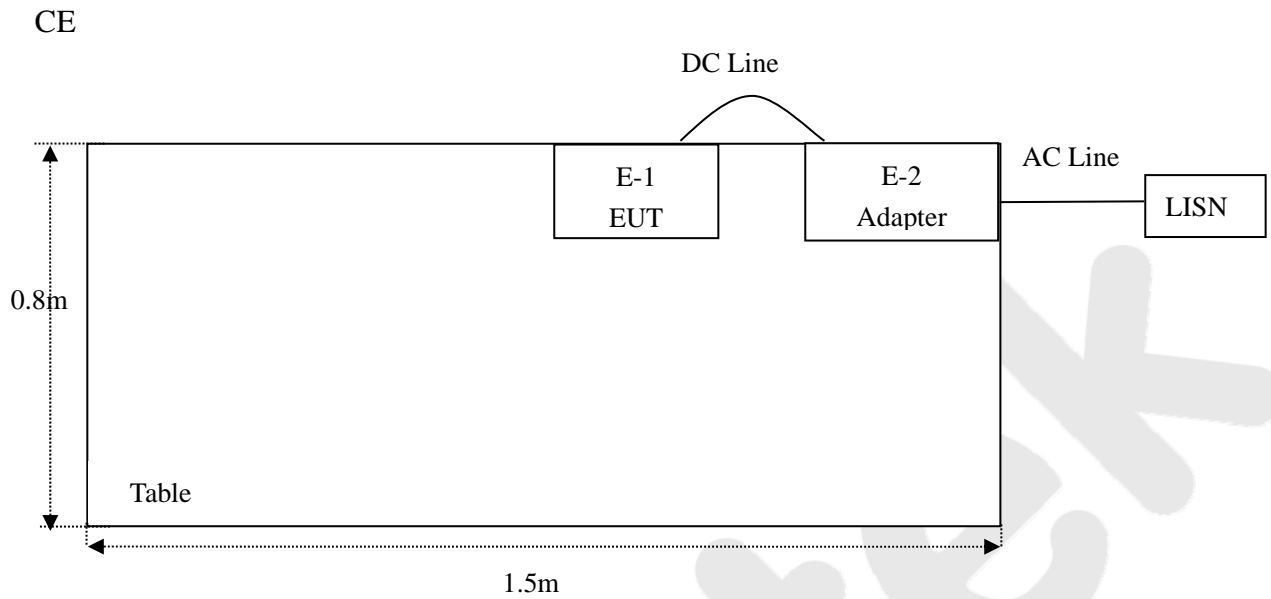 CE
DC Line
AC Line
E-1
EUT
E-2
Adapter
LISN
0.8m
Table
1.5m